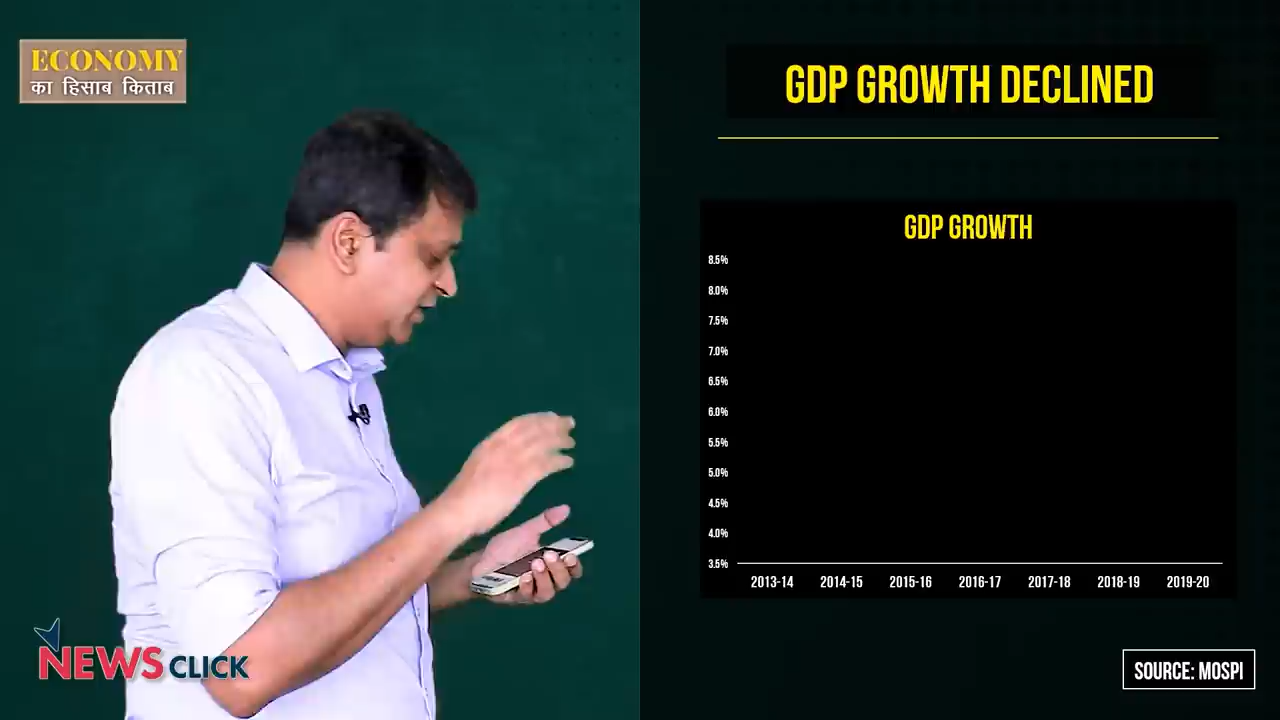 ECONOMY
का हिसाब किताब
GDP GROWTH DECLINED
GDP GROWTH
8.5%
8.0%
7.5%
7.0%
6.5%
6.0%
5.5%
5.0%
4.5%
4.0%
3.5%
2013-14 2014-15 2015-16 2016-17 2017-18 2018-19 2019-20
NEWSCLICK
SOURCE: MOSPI